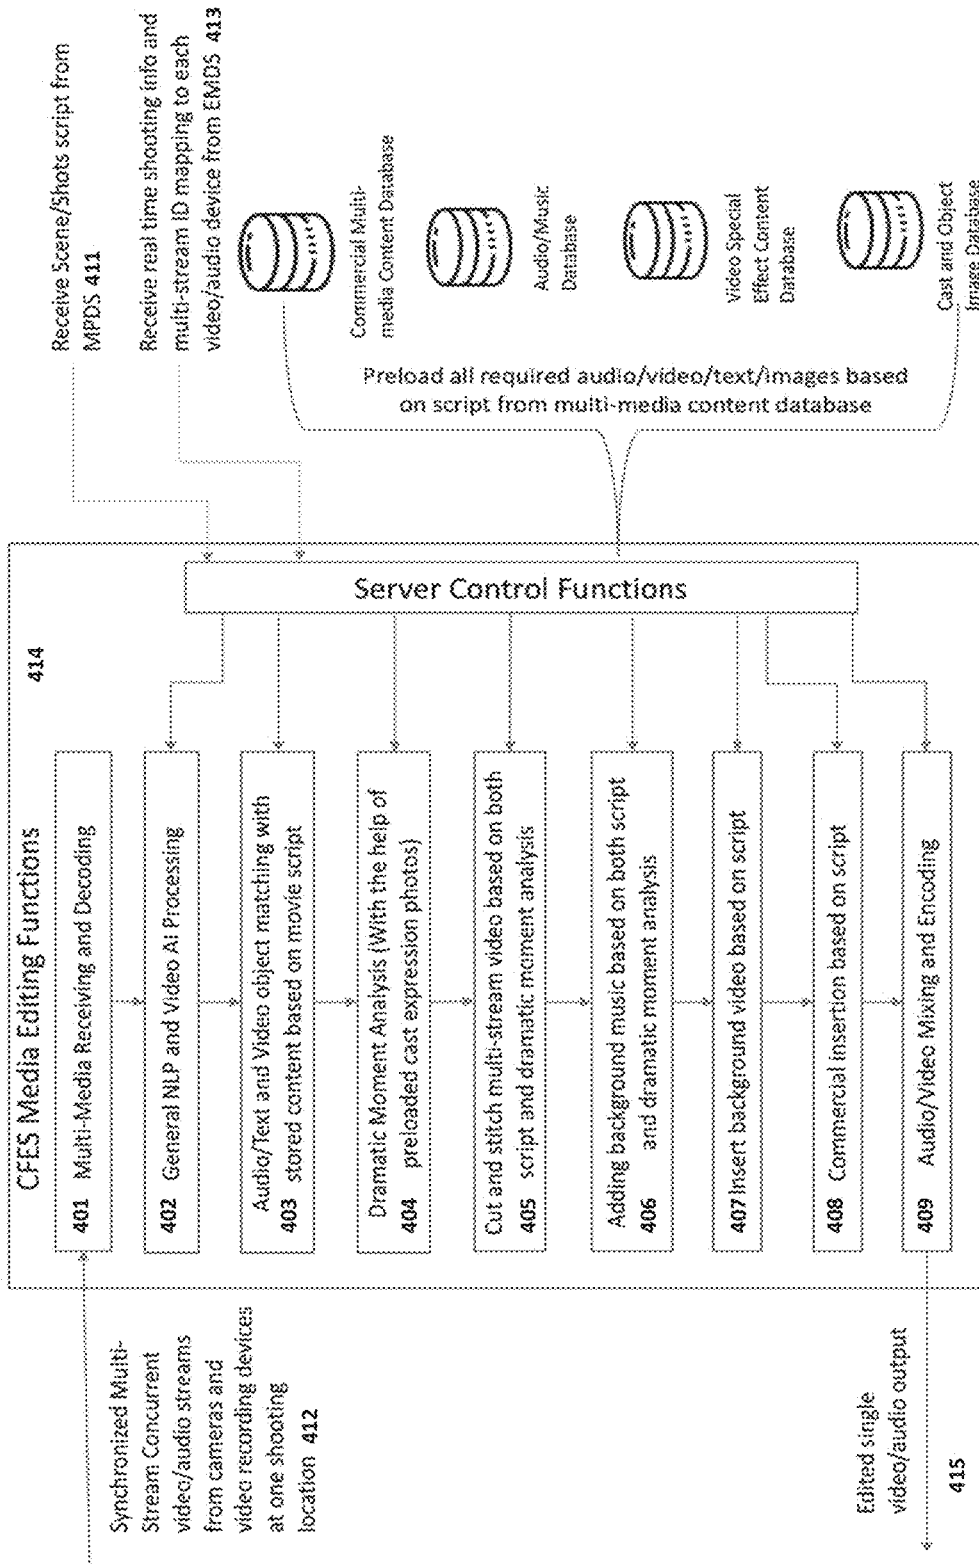 CFES Media Editing Functions
414
401 Multi-Media Receiving and Decoding
402 General NLP and Video AI Processing
Audio/Text and Video object matching with
403 stored content based on movie script
Dramatic Moment Analysis (With the help of
404 preloaded cast expression photos)
Cut and stitch multi-stream video based on both
405 script and dramatic moment analysis
Adding background music based on both script
406 and dramatic moment analysis
407 Insert background video based on script
408 Commercial insertion based on script
409 Audio/Video Mixing and Encoding
Server Control Functions
Synchronized Multi-
Stream Concurrent
video/audio streams
from cameras and
video recording devices
at one shooting
location 412
Edited single
video/audio output
415
Receive Scene/Shots script from
MPDS 411
Receive real time shooting info and
multi-stream ID mapping to each
video/audio device from EMDS 413
Preload all required audio/video/text/images based
on script from multi-media content database
Commercial Multi-
media Content Database
Audio/Music
Database
Video Special
Effect Content
Database
Cast and Object
Image Database